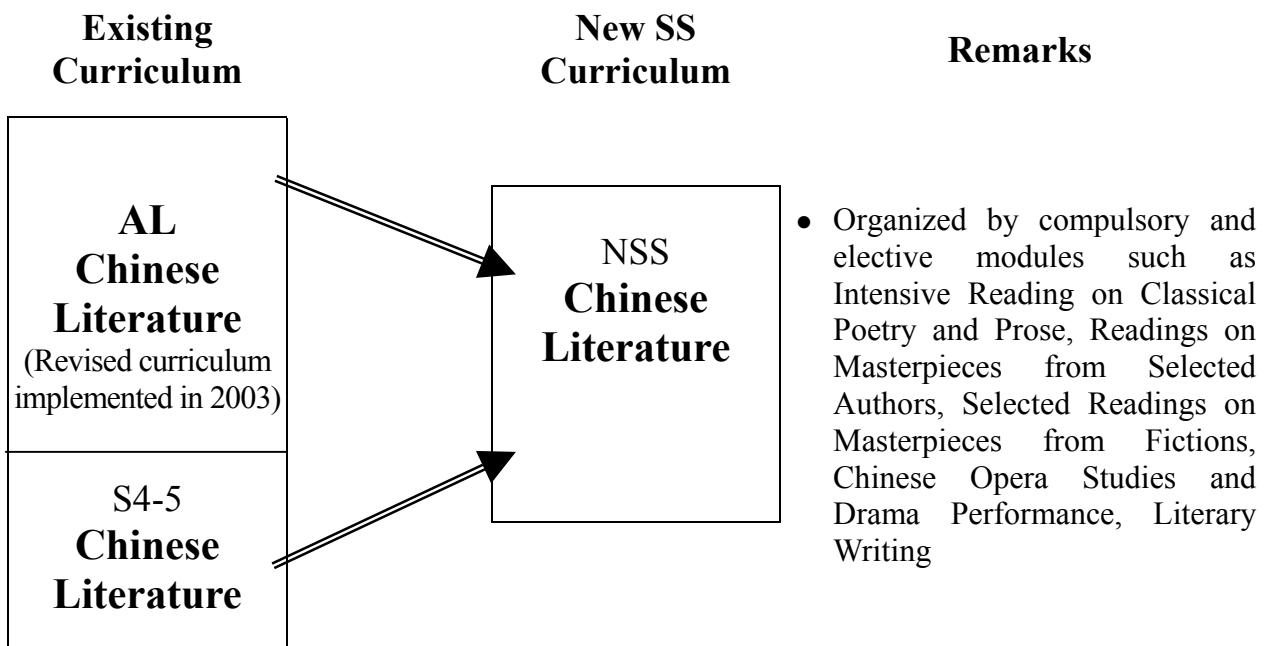 Existing
Curriculum
New SS
Curriculum
Remarks
AL
Chinese
Literature
(Revised curriculum
implemented in 2003)
S4-5
Chinese
Literature
NSS
Chinese
Literature
● Organized by compulsory and
elective modules such as
Intensive Reading on Classical
Poetry and Prose, Readings on
Masterpieces from Selected
Authors, Selected Readings on
Masterpieces from Fictions,
Chinese Opera Studies and
Drama Performance, Literary
Writing